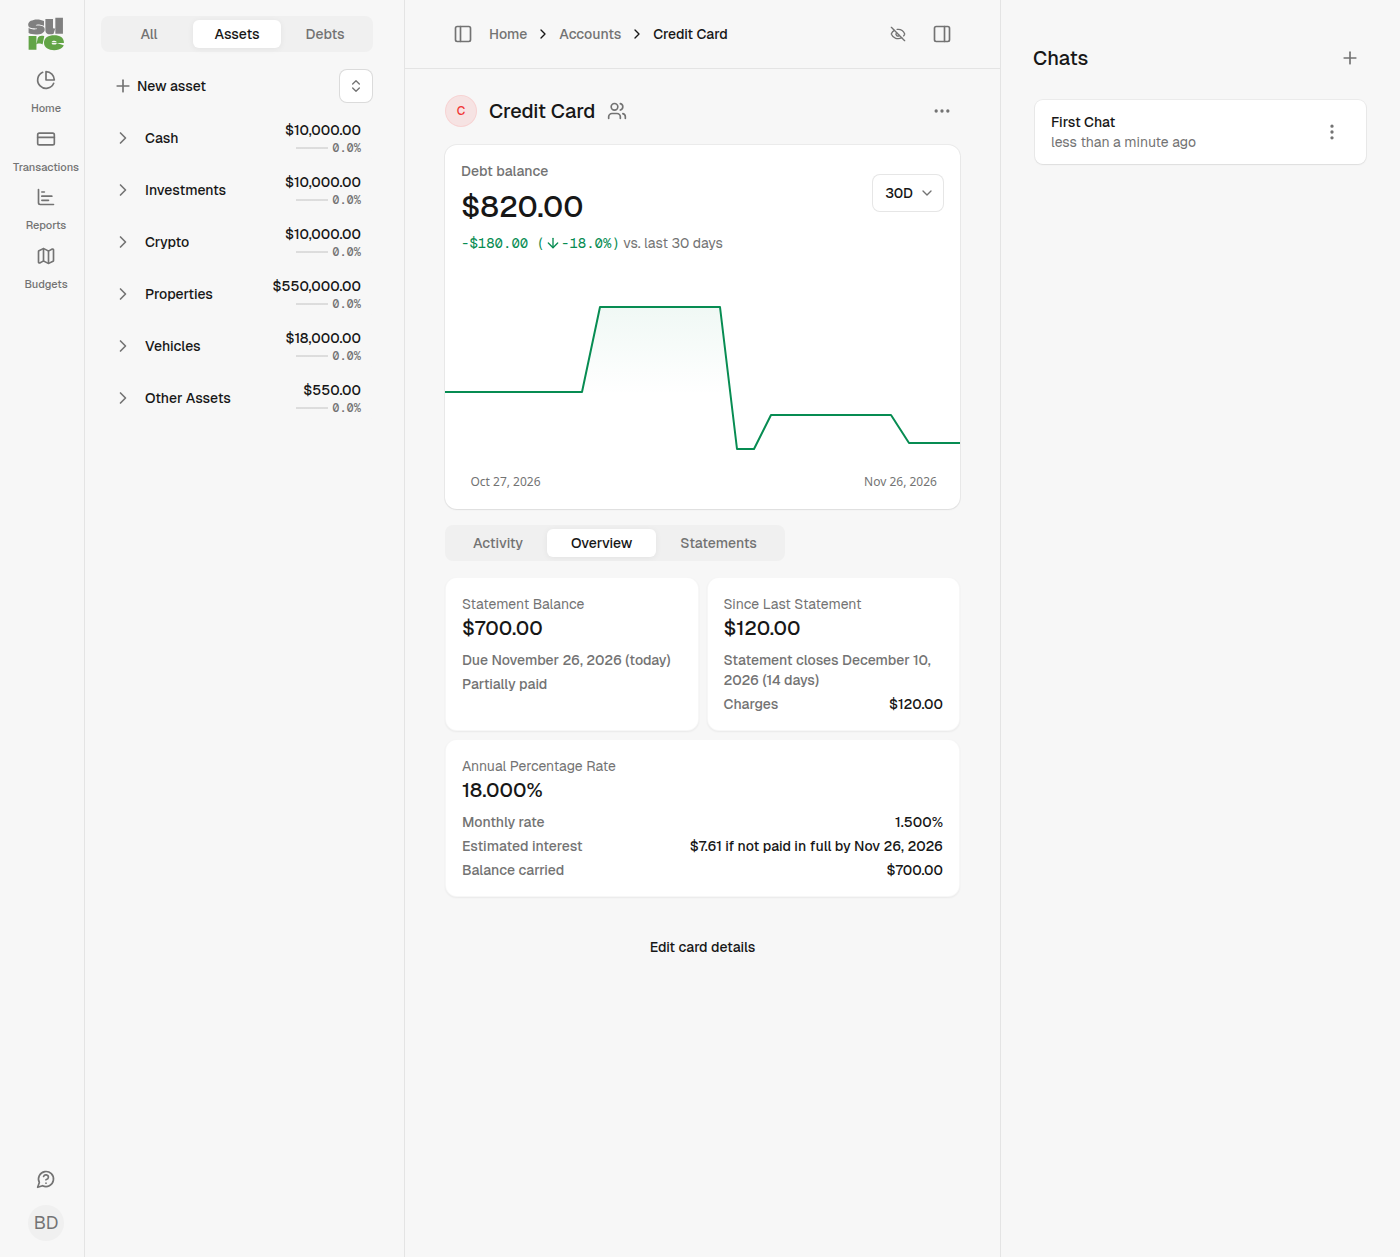 sure
Home
Transactions
Reports
Budgets
BD
All
Assets
Debts
New asset
Cash
$10,000.00
0.0%
Investments
$10,000.00
0.0%
Crypto
$10,000.00
0.0%
Properties
$550,000.00
0.0%
Vehicles
$18,000.00
0.0%
Other Assets
$550.00
0.0%
Home > Accounts > Credit Card
C
Credit Card
Debt balance
$820.00
30D
-$180.00 (↓-18.0%) vs. last 30 days
Oct 27, 2026
Nov 26, 2026
Activity
Overview
Statements
Statement Balance
$700.00
Due November 26, 2026 (today)
Partially paid
Since Last Statement
$120.00
Statement closes December 10,
2026 (14 days)
Charges $120.00
Annual Percentage Rate
18.000%
Monthly rate 1.500%
Estimated interest $7.61 if not paid in full by Nov 26, 2026
Balance carried $700.00
Edit card details
Chats
First Chat
less than a minute ago